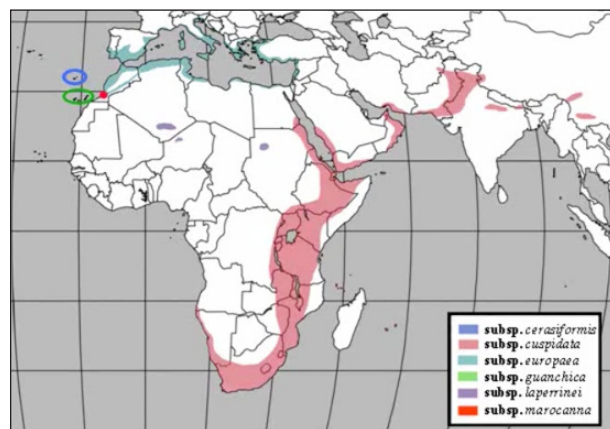 subsp. cerasiformis
subsp. cuspidata
subsp. europaea
subsp. guanchica
subsp. laperrinei
subsp. marocanna